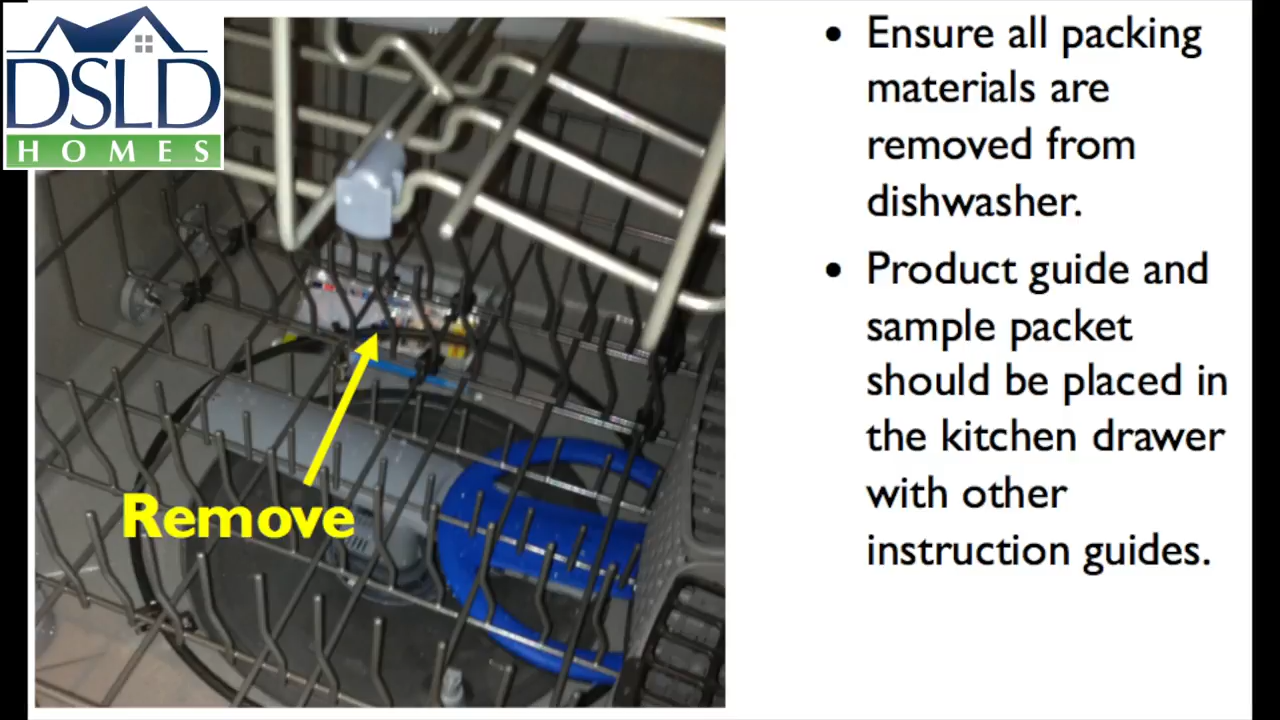 DSLD
HOMES
• Ensure all packing
materials are
removed from
dishwasher.
• Product guide and
sample packet
should be placed in
the kitchen drawer
with other
instruction guides.
Remove